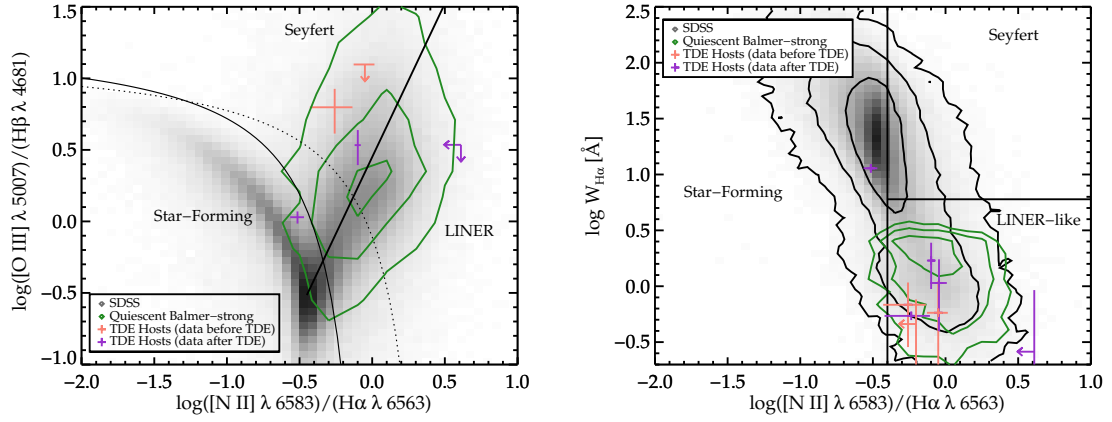 1.5
1.0
0.5
0.0
−0.5
−1.0
log([O III] λ 5007)/(Hβ λ 4681)
Seyfert
Star−Forming
LINER
SDSS
Quiescent Balmer−strong
TDE Hosts (data before TDE)
TDE Hosts (data after TDE)
−2.0 −1.5 −1.0 −0.5 0.0 0.5 1.0
log([N II] λ 6583)/(Hα λ 6563)
2.5
2.0
1.5
1.0
0.5
0.0
−0.5
log W Hα [Å]
SDSS
Quiescent Balmer−strong
TDE Hosts (data before TDE)
TDE Hosts (data after TDE)
Seyfert
Star−Forming
LINER−like
−2.0 −1.5 −1.0 −0.5 0.0 0.5 1.0
log([N II] λ 6583)/(Hα λ 6563)